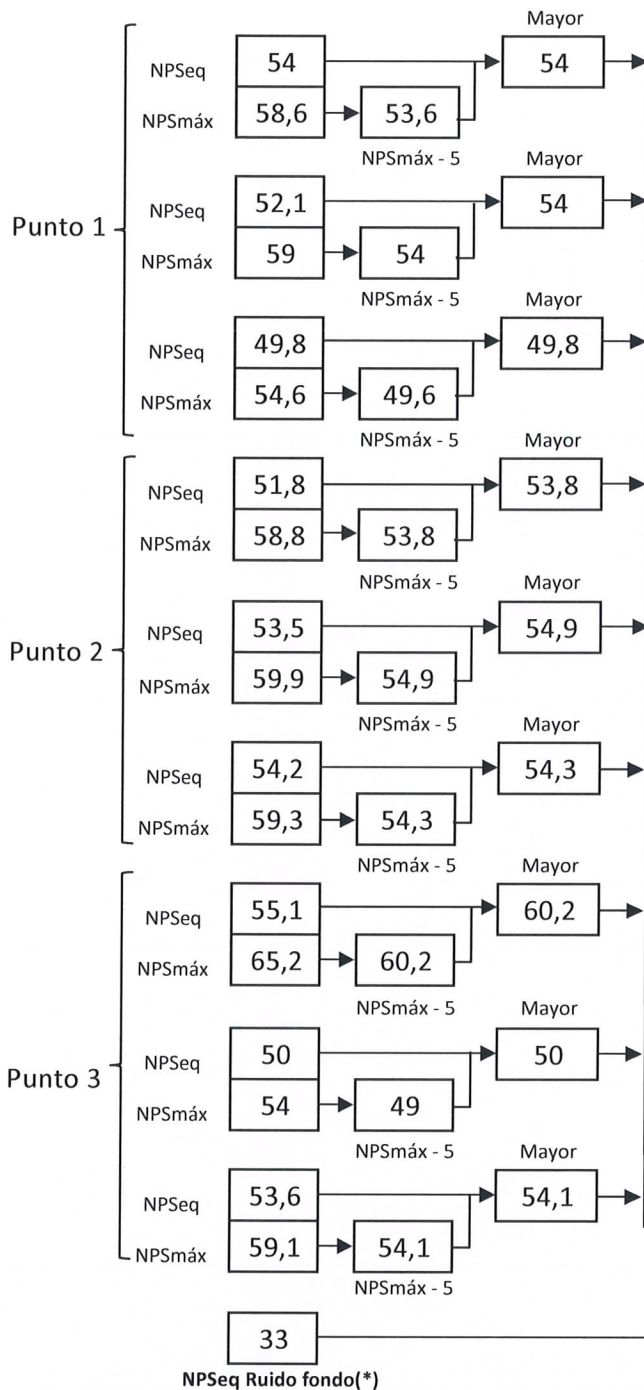 Mayor
NPSeq 54 54
NPSmáx 58,6 53,6
NPSmáx - 5
Mayor
Punto 1
NPSeq 52,1 54
NPSmáx 59 54
NPSmáx - 5
Mayor
NPSeq 49,8 49,8
NPSmáx 54,6 49,6
NPSmáx - 5
Mayor
NPSeq 51,8 53,8
NPSmáx 58,8 53,8
NPSmáx - 5
Mayor
Punto 2
NPSeq 53,5 54,9
NPSmáx 59,9 54,9
NPSmáx - 5
Mayor
NPSeq 54,2 54,3
NPSmáx 59,3 54,3
NPSmáx - 5
Mayor
NPSeq 55,1 60,2
NPSmáx 65,2 60,2
NPSmáx - 5
Mayor
Punto 3
NPSeq 50 50
NPSmáx 54 49
NPSmáx - 5
Mayor
NPSeq 53,6 54,1
NPSmáx 59,1 54,1
NPSmáx - 5
33
NPSeq Ruido fondo(*)